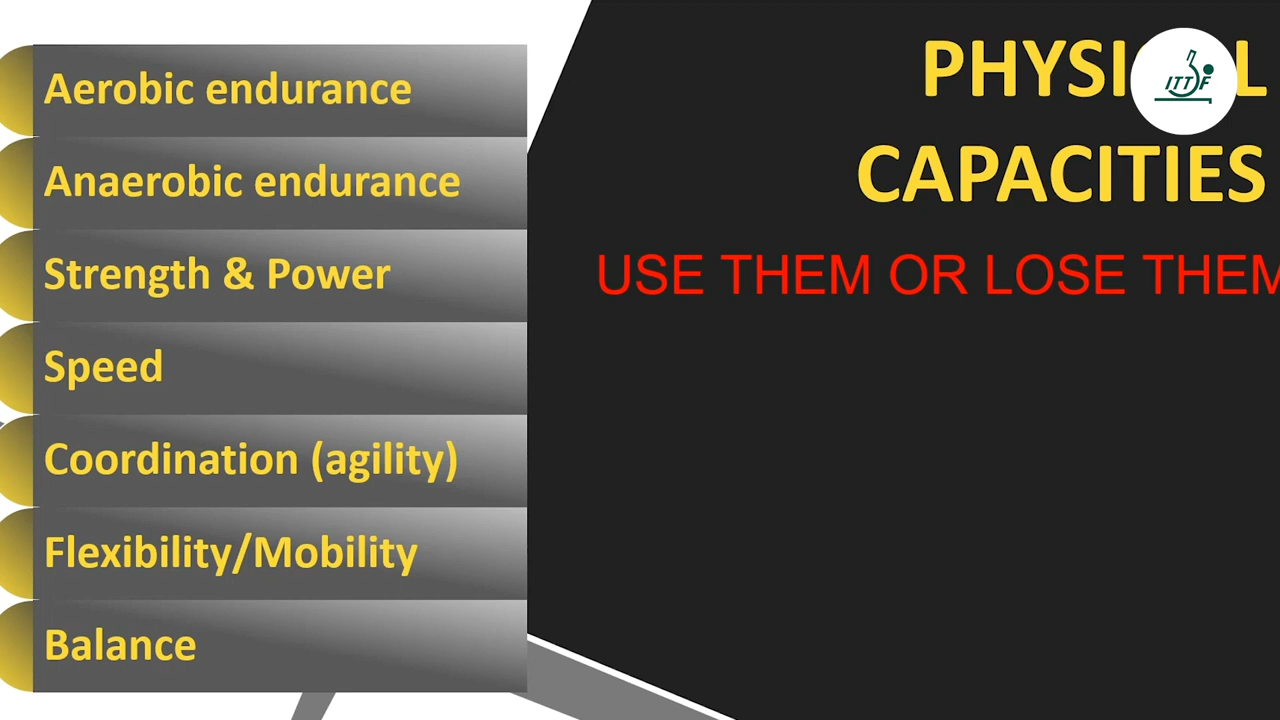 Aerobic endurance
Anaerobic endurance
Strength & Power
Speed
Coordination (agility)
Flexibility/Mobility
Balance
PHYSI L
CAPACITIES
USE THEM OR LOSE THEM
ITTF